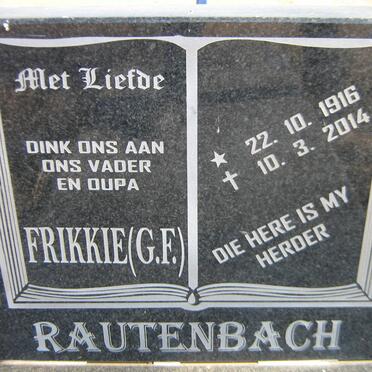 Met Liefde
DINK ONS AAN
ONS VADER
EN OUPA
FRIKKIE(G.F.)
★ 22. 10. 1916
✝ 10. 3. 2014
DIE HERE IS MY
HERDER
RAUTENBACH